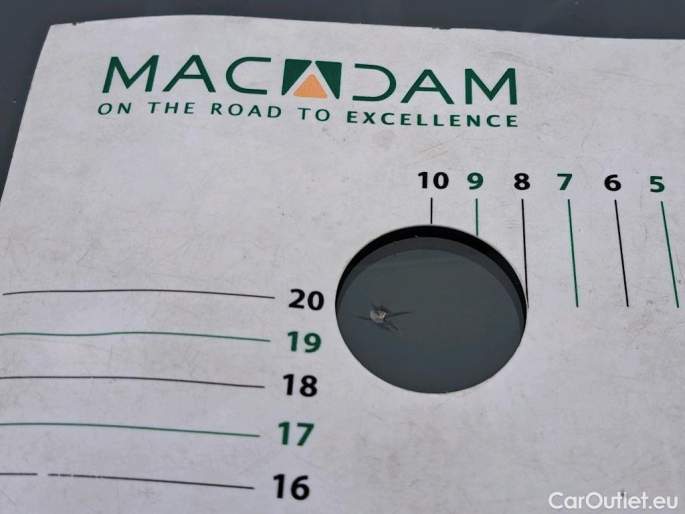 MACADAM
ON THE ROAD TO EXCELLENCE
10 9 8 7 6 5
20
19
18
17
16
CarOutlet.eu